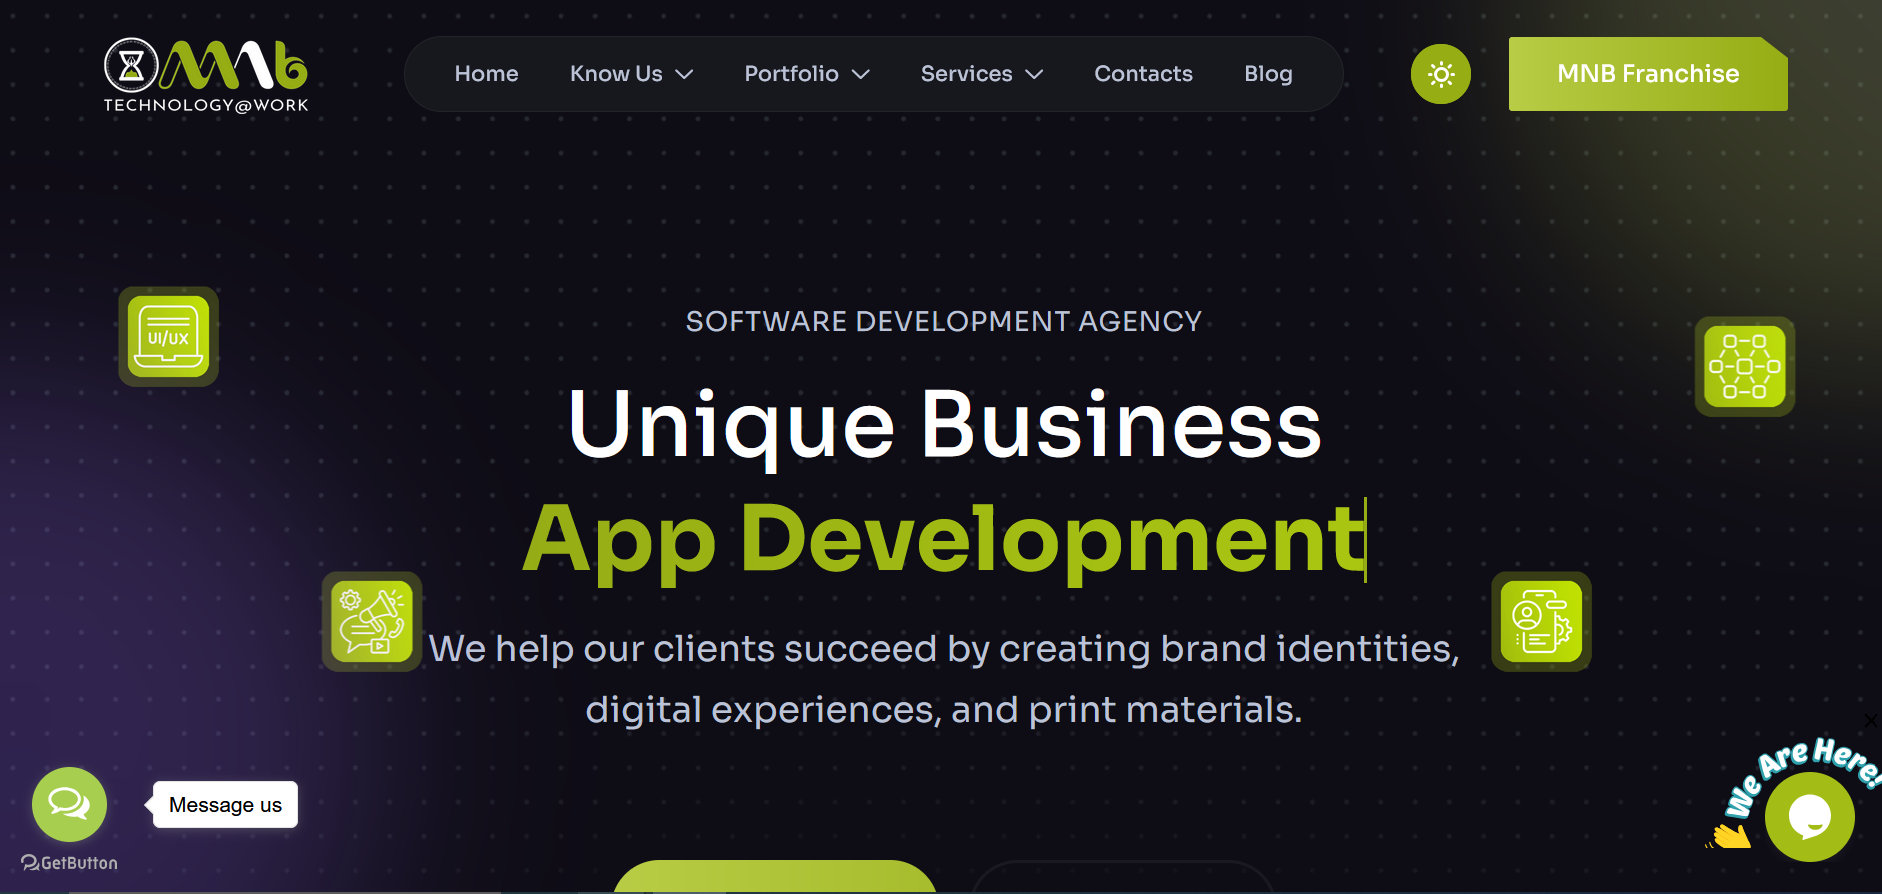 MNb
TECHNOLOGY@WORK
Home
Know Us
Portfolio
Services
Contacts
Blog
MNB Franchise
SOFTWARE DEVELOPMENT AGENCY
UI/UX
Unique Business
App Development
We help our clients succeed by creating brand identities,
digital experiences, and print materials.
We Are Here!
Message us
GetButton